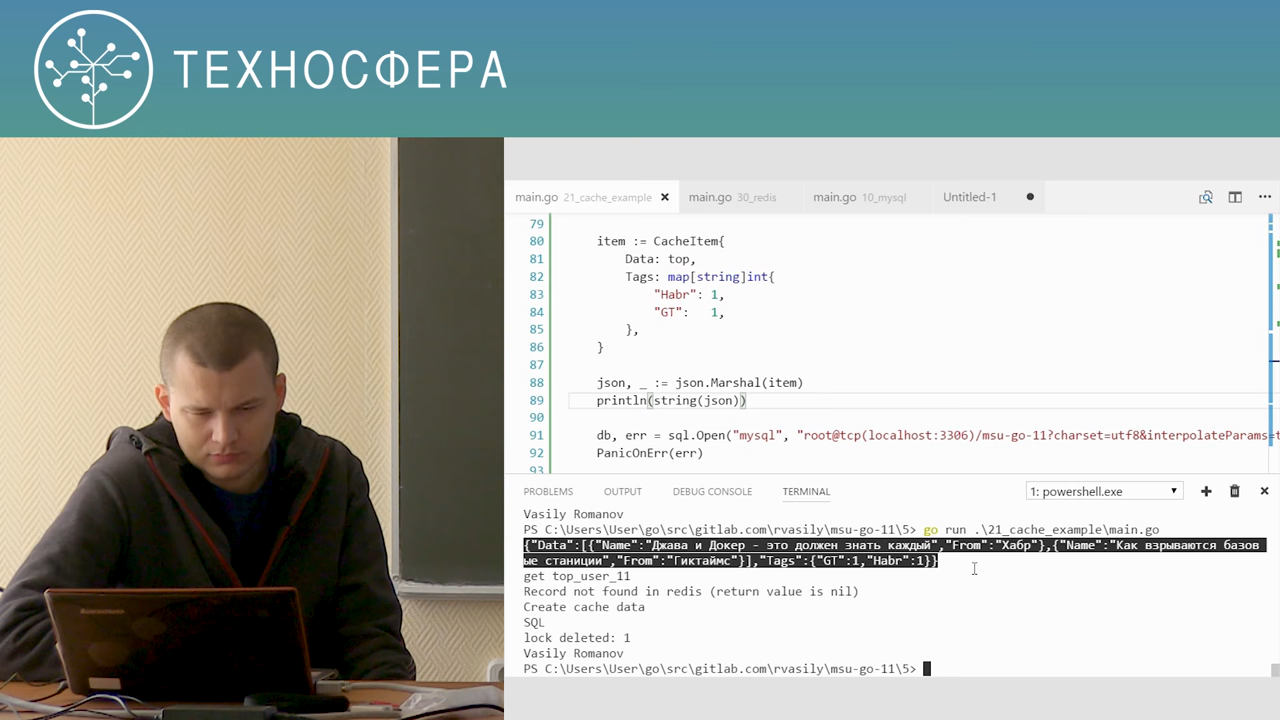 ТЕХНОСФЕРА
main.go 21_cache_example
main.go 30_redis
main.go 10_mysql
Untitled-1
79
80 item := CacheItem{
81 Data: top,
82 Tags: map[string]int{
83 "Habr": 1,
84 "GT": 1,
85 },
86 }
87
88 json, _ := json.Marshal(item)
89 println(string(json))
90
91 db, err = sql.Open("mysql", "root@tcp(localhost:3306)/msu-go-11?charset=utf8&interpolateParams=t
92 PanicOnErr(err)
93
PROBLEMS OUTPUT DEBUG CONSOLE TERMINAL 1: powershell.exe
Vasily Romanov
PS C:\Users\User\go\src\gitlab.com\rvasily\msu-go-11\5> go run .\21_cache_example\main.go
{"Data":[{"Name":"Джава и Докер - это должен знать каждый","From":"Хабр"},{"Name":"Как взрываются базов
ые станиции","From":"Гиктаймс"}],"Tags":{"GT":1,"Habr":1}}
get top_user_11
Record not found in redis (return value is nil)
Create cache data
SQL
lock deleted: 1
Vasily Romanov
PS C:\Users\User\go\src\gitlab.com\rvasily\msu-go-11\5>